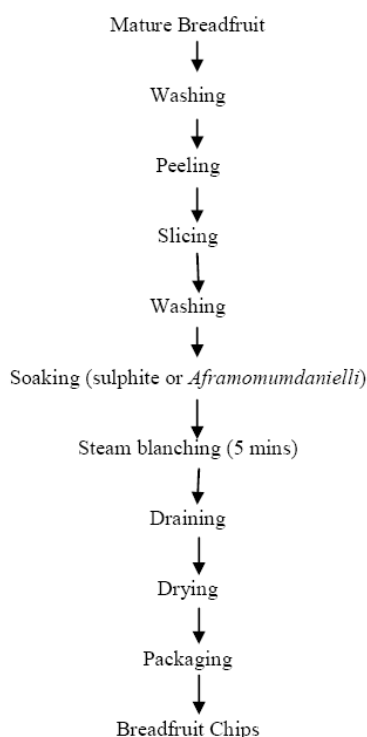 Mature Breadfruit
Washing
Peeling
Slicing
Washing
Soaking (sulphite or Aframomumdanielli)
Steam blanching (5 mins)
Draining
Drying
Packaging
Breadfruit Chips